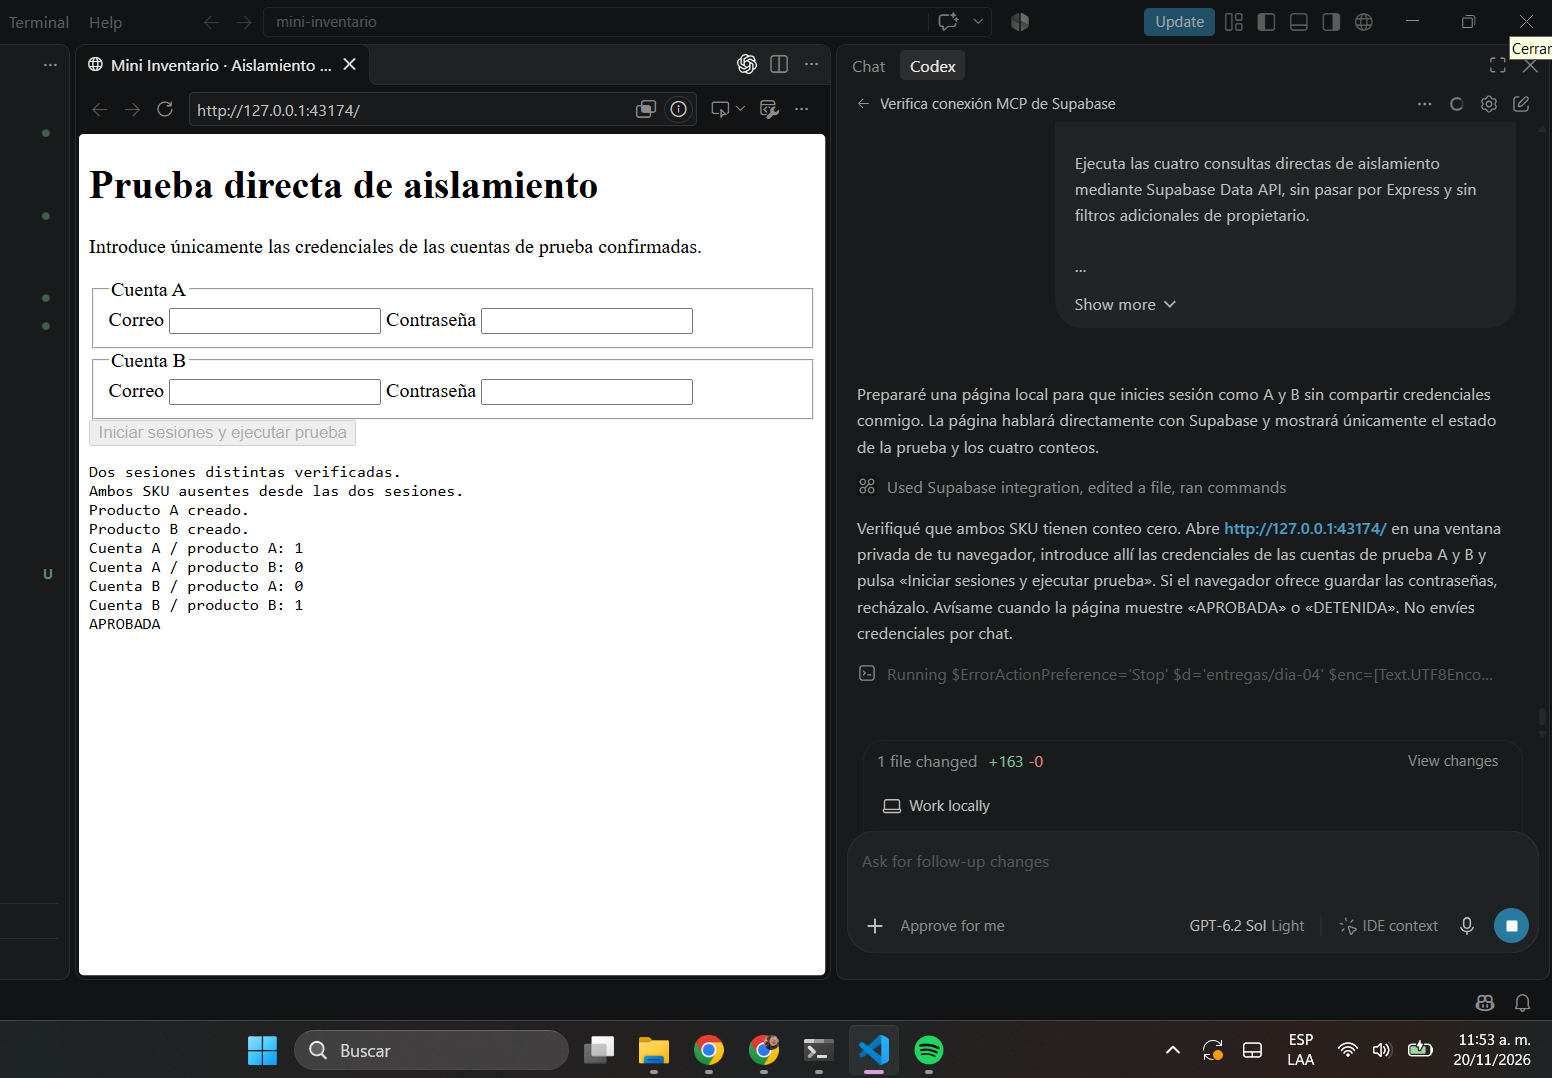 Terminal Help
mini-inventario
Update
Cerrar
Mini Inventario · Aislamiento ...
http://127.0.0.1:43174/
Prueba directa de aislamiento
Introduce únicamente las credenciales de las cuentas de prueba confirmadas.
Cuenta A
Correo Contraseña
Cuenta B
Correo Contraseña
Iniciar sesiones y ejecutar prueba
Dos sesiones distintas verificadas.
Ambos SKU ausentes desde las dos sesiones.
Producto A creado.
Producto B creado.
Cuenta A / producto A: 1
Cuenta A / producto B: 0
Cuenta B / producto A: 0
Cuenta B / producto B: 1
APROBADA
U
Chat Codex
Verifica conexión MCP de Supabase
Ejecuta las cuatro consultas directas de aislamiento
mediante Supabase Data API, sin pasar por Express y sin
filtros adicionales de propietario.
...
Show more
Prepararé una página local para que inicies sesión como A y B sin compartir credenciales
conmigo. La página hablará directamente con Supabase y mostrará únicamente el estado
de la prueba y los cuatro conteos.
Used Supabase integration, edited a file, ran commands
Verifiqué que ambos SKU tienen conteo cero. Abre http://127.0.0.1:43174/ en una ventana
privada de tu navegador, introduce allí las credenciales de las cuentas de prueba A y B y
pulsa «Iniciar sesiones y ejecutar prueba». Si el navegador ofrece guardar las contraseñas,
recházalo. Avísame cuando la página muestre «APROBADA» o «DETENIDA». No envíes
credenciales por chat.
Running $ErrorActionPreference='Stop' $d='entregas/dia-04' $enc=[Text.UTF8Enco...
1 file changed +163 -0 View changes
Work locally
Ask for follow-up changes
Approve for me GPT-6.2 Sol Light IDE context
Buscar
ESP
LAA
11:53 a. m.
20/11/2026